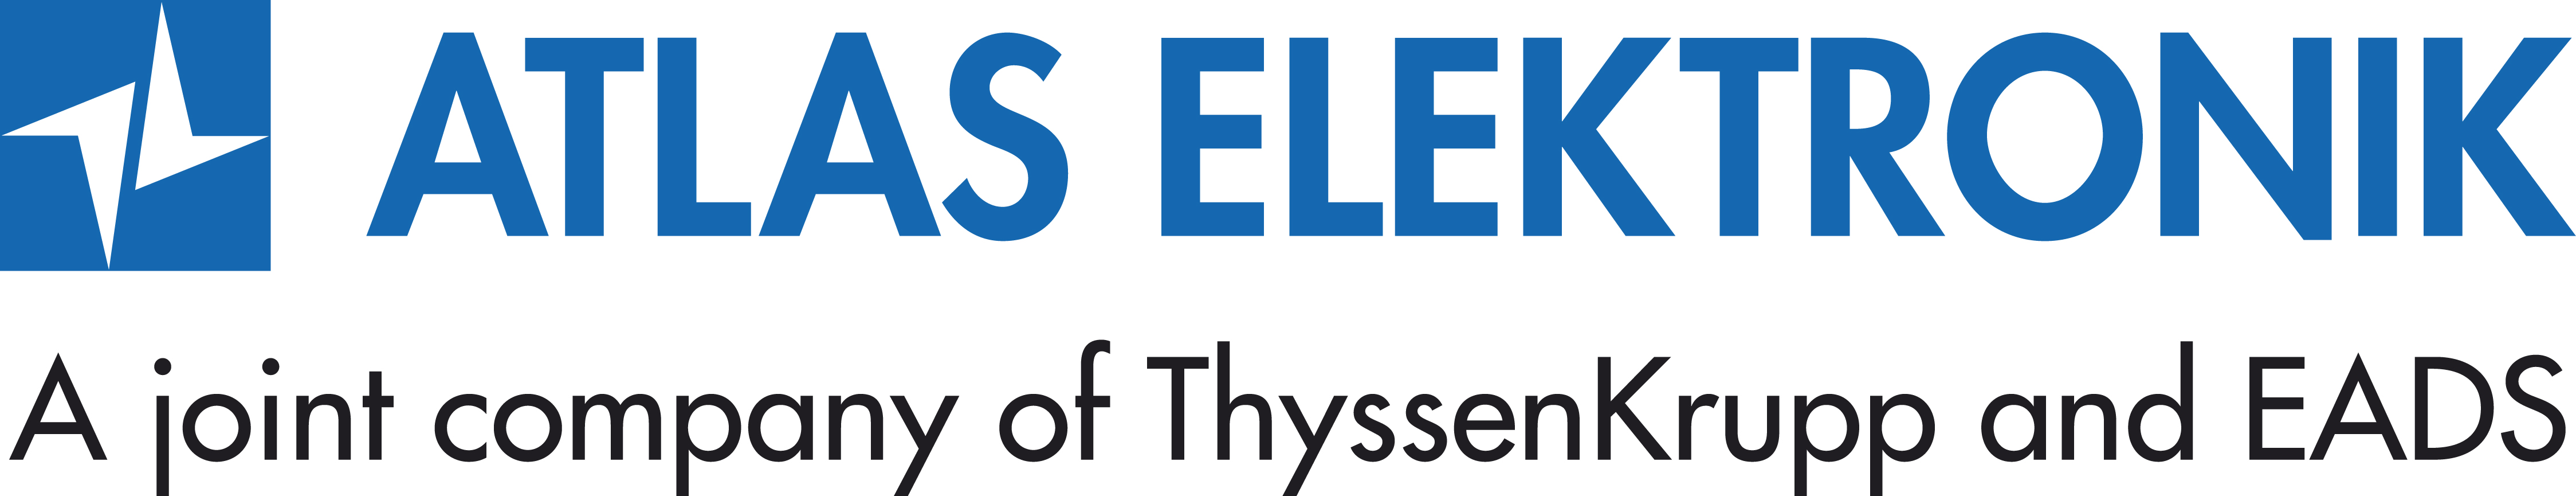 ATLAS ELEKTRONIK
A joint company of ThyssenKrupp and EADS